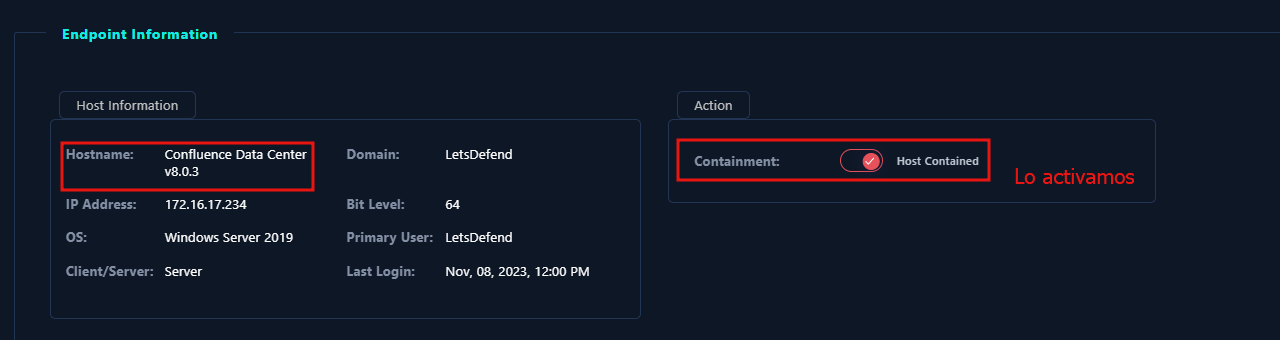 Endpoint Information
Host Information
Hostname: Confluence Data Center v8.0.3
Domain: LetsDefend
IP Address: 172.16.17.234
Bit Level: 64
OS: Windows Server 2019
Primary User: LetsDefend
Client/Server: Server
Last Login: Nov, 08, 2023, 12:00 PM
Action
Containment: Host Contained
Lo activamos